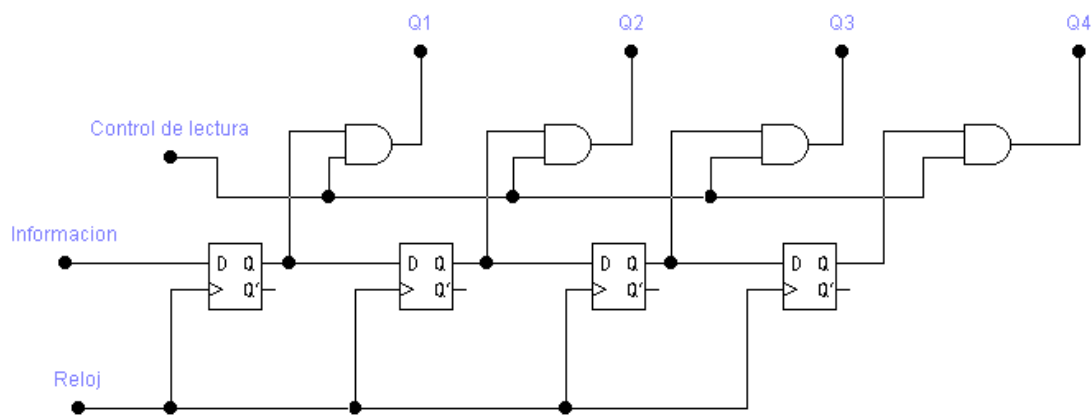 Q1
Q2
Q3
Q4
Control de lectura
Informacion
D Q
Q'
D Q
Q'
D Q
Q'
D Q
Q'
Reloj